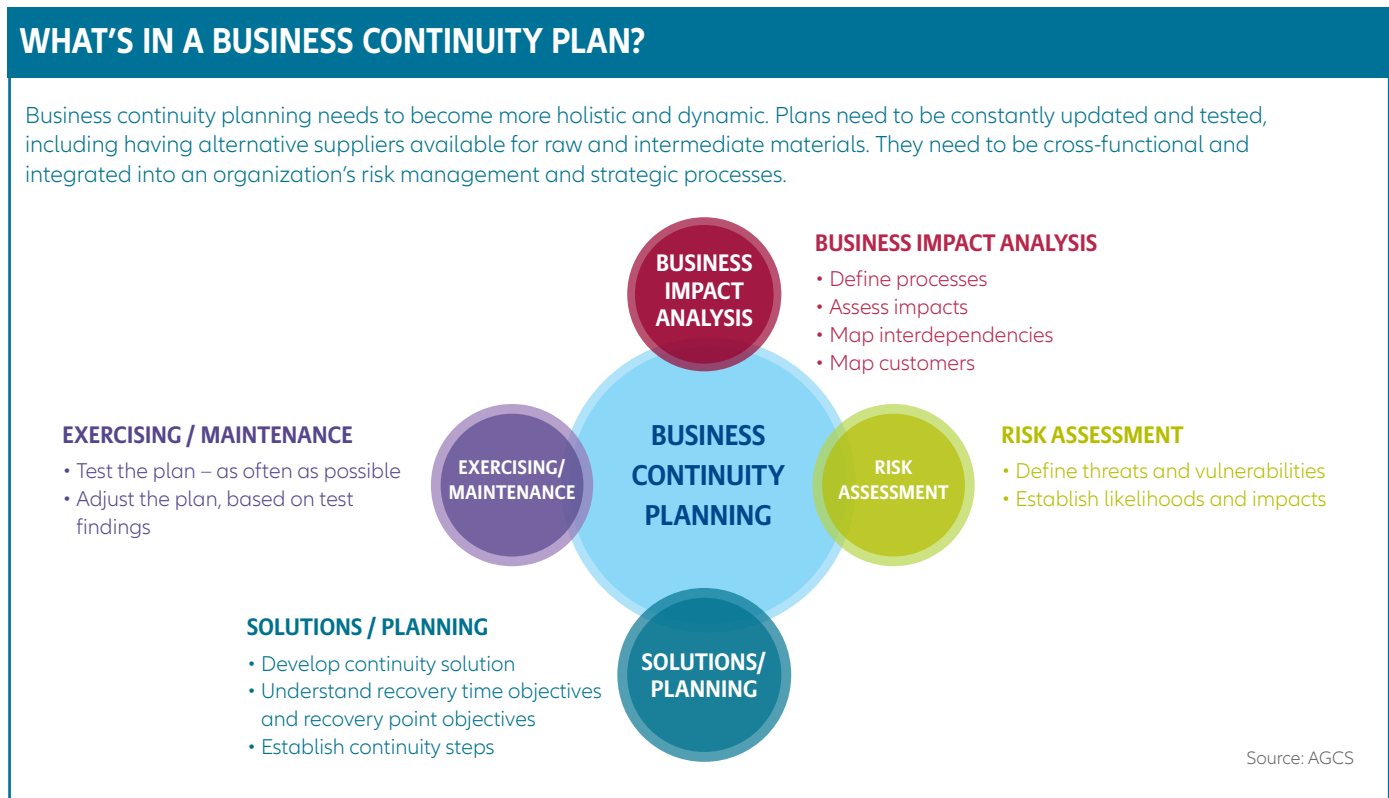 WHAT'S IN A BUSINESS CONTINUITY PLAN?
Business continuity planning needs to become more holistic and dynamic. Plans need to be constantly updated and tested,
including having alternative suppliers available for raw and intermediate materials. They need to be cross-functional and
integrated into an organization's risk management and strategic processes.
BUSINESS
IMPACT
ANALYSIS
BUSINESS IMPACT ANALYSIS
• Define processes
• Assess impacts
• Map interdependencies
• Map customers
EXERCISING / MAINTENANCE
• Test the plan – as often as possible
• Adjust the plan, based on test
findings
EXERCISING/
MAINTENANCE
BUSINESS
CONTINUITY
PLANNING
RISK
ASSESSMENT
RISK ASSESSMENT
• Define threats and vulnerabilities
• Establish likelihoods and impacts
SOLUTIONS / PLANNING
• Develop continuity solution
• Understand recovery time objectives
and recovery point objectives
• Establish continuity steps
SOLUTIONS/
PLANNING
Source: AGCS